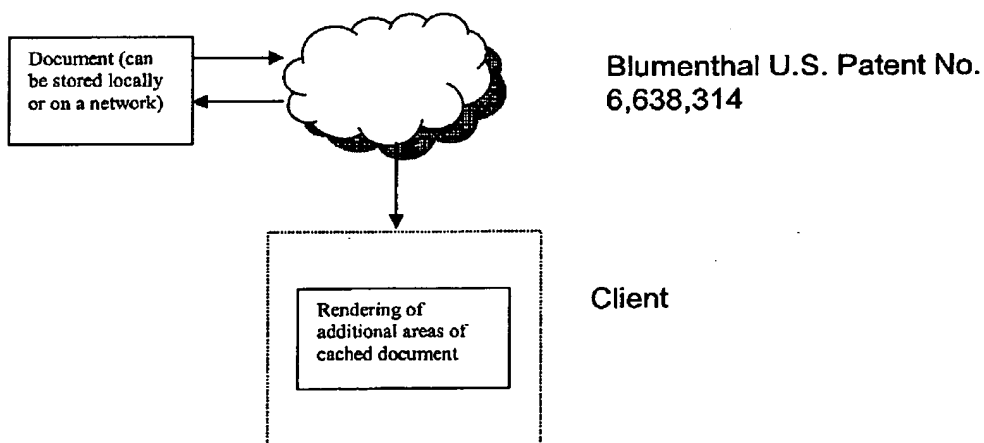 Document (can
be stored locally
or on a network)
Blumenthal U.S. Patent No.
6,638,314
Client
Rendering of
additional areas of
cached document